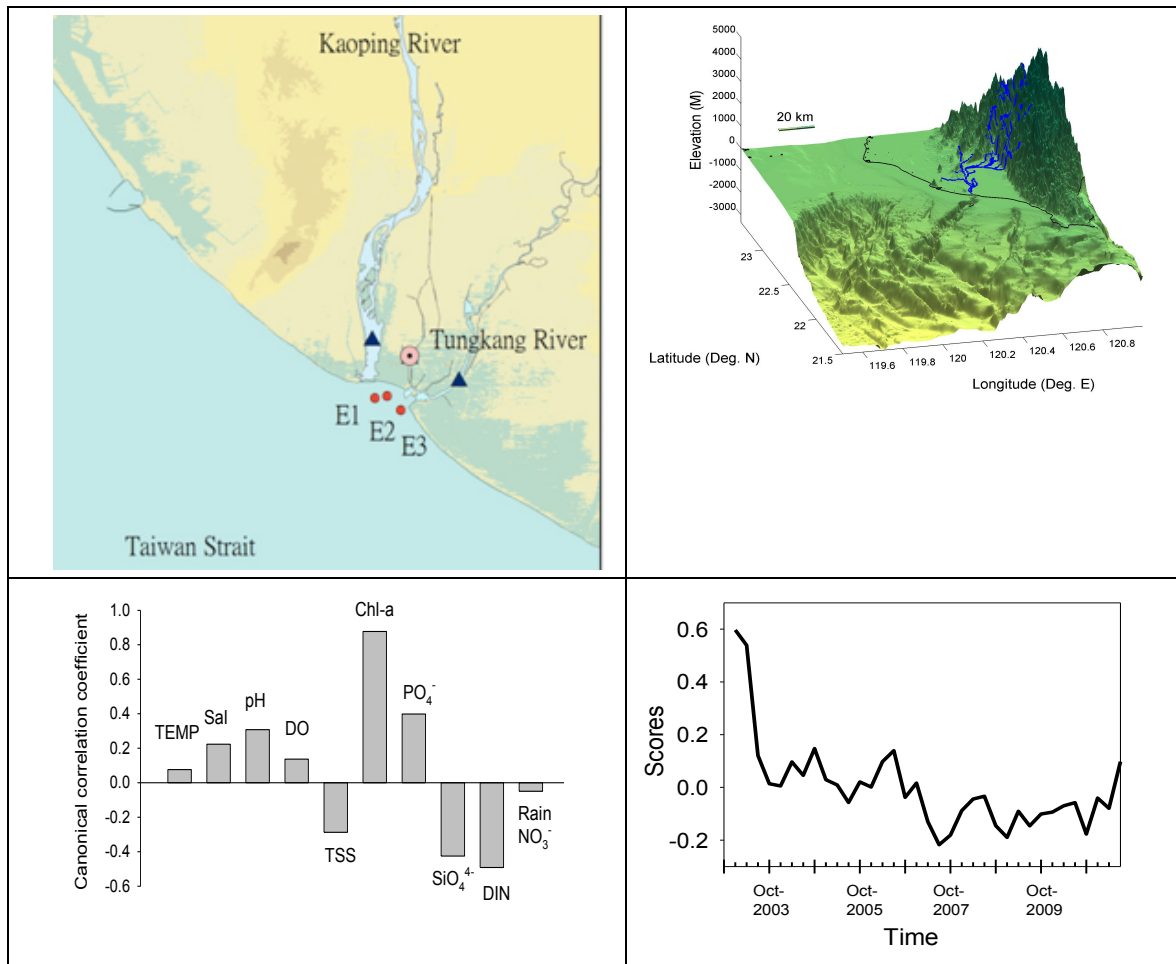 Kaoping River
Tungkang River
E1
E2
E3
Taiwan Strait
5000
4000
3000
2000
1000
0
-1000
-2000
-3000
Elevation (M)
20 km
23
22.5
22
21.5
Latitude (Deg. N)
119.6
119.8
120
120.2
120.4
120.6
120.8
Longitude (Deg. E)
Canonical correlation coefficient
1.0
0.8
0.6
0.4
0.2
0.0
-0.2
-0.4
-0.6
TEMP
Sal
pH
DO
TSS
Chl-a
PO₄⁻
SiO₄⁴⁻
DIN
Rain
NO₃⁻
Scores
0.6
0.4
0.2
0.0
-0.2
Oct-
2003
Oct-
2005
Oct-
2007
Oct-
2009
Time